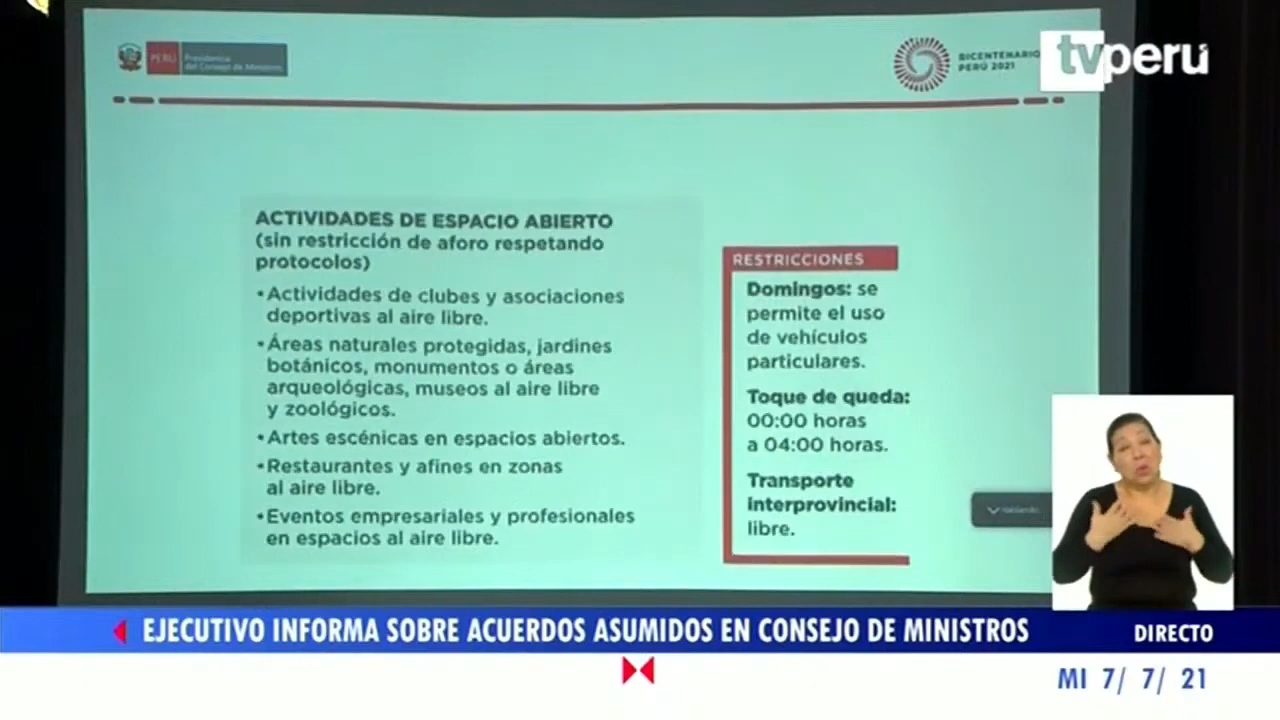 PERÚ
Presidencia
del Consejo de Ministros
BICENTENARIO
PERÚ 2021
tvperú
ACTIVIDADES DE ESPACIO ABIERTO
(sin restricción de aforo respetando
protocolos)
•Actividades de clubes y asociaciones
deportivas al aire libre.
•Áreas naturales protegidas, jardines
botánicos, monumentos o áreas
arqueológicas, museos al aire libre
y zoológicos.
•Artes escénicas en espacios abiertos.
•Restaurantes y afines en zonas
al aire libre.
•Eventos empresariales y profesionales
en espacios al aire libre.
RESTRICCIONES
Domingos: se
permite el uso
de vehículos
particulares.
Toque de queda:
00:00 horas
a 04:00 horas.
Transporte
interprovincial:
libre.
EJECUTIVO INFORMA SOBRE ACUERDOS ASUMIDOS EN CONSEJO DE MINISTROS
DIRECTO
MI 7/ 7/ 21